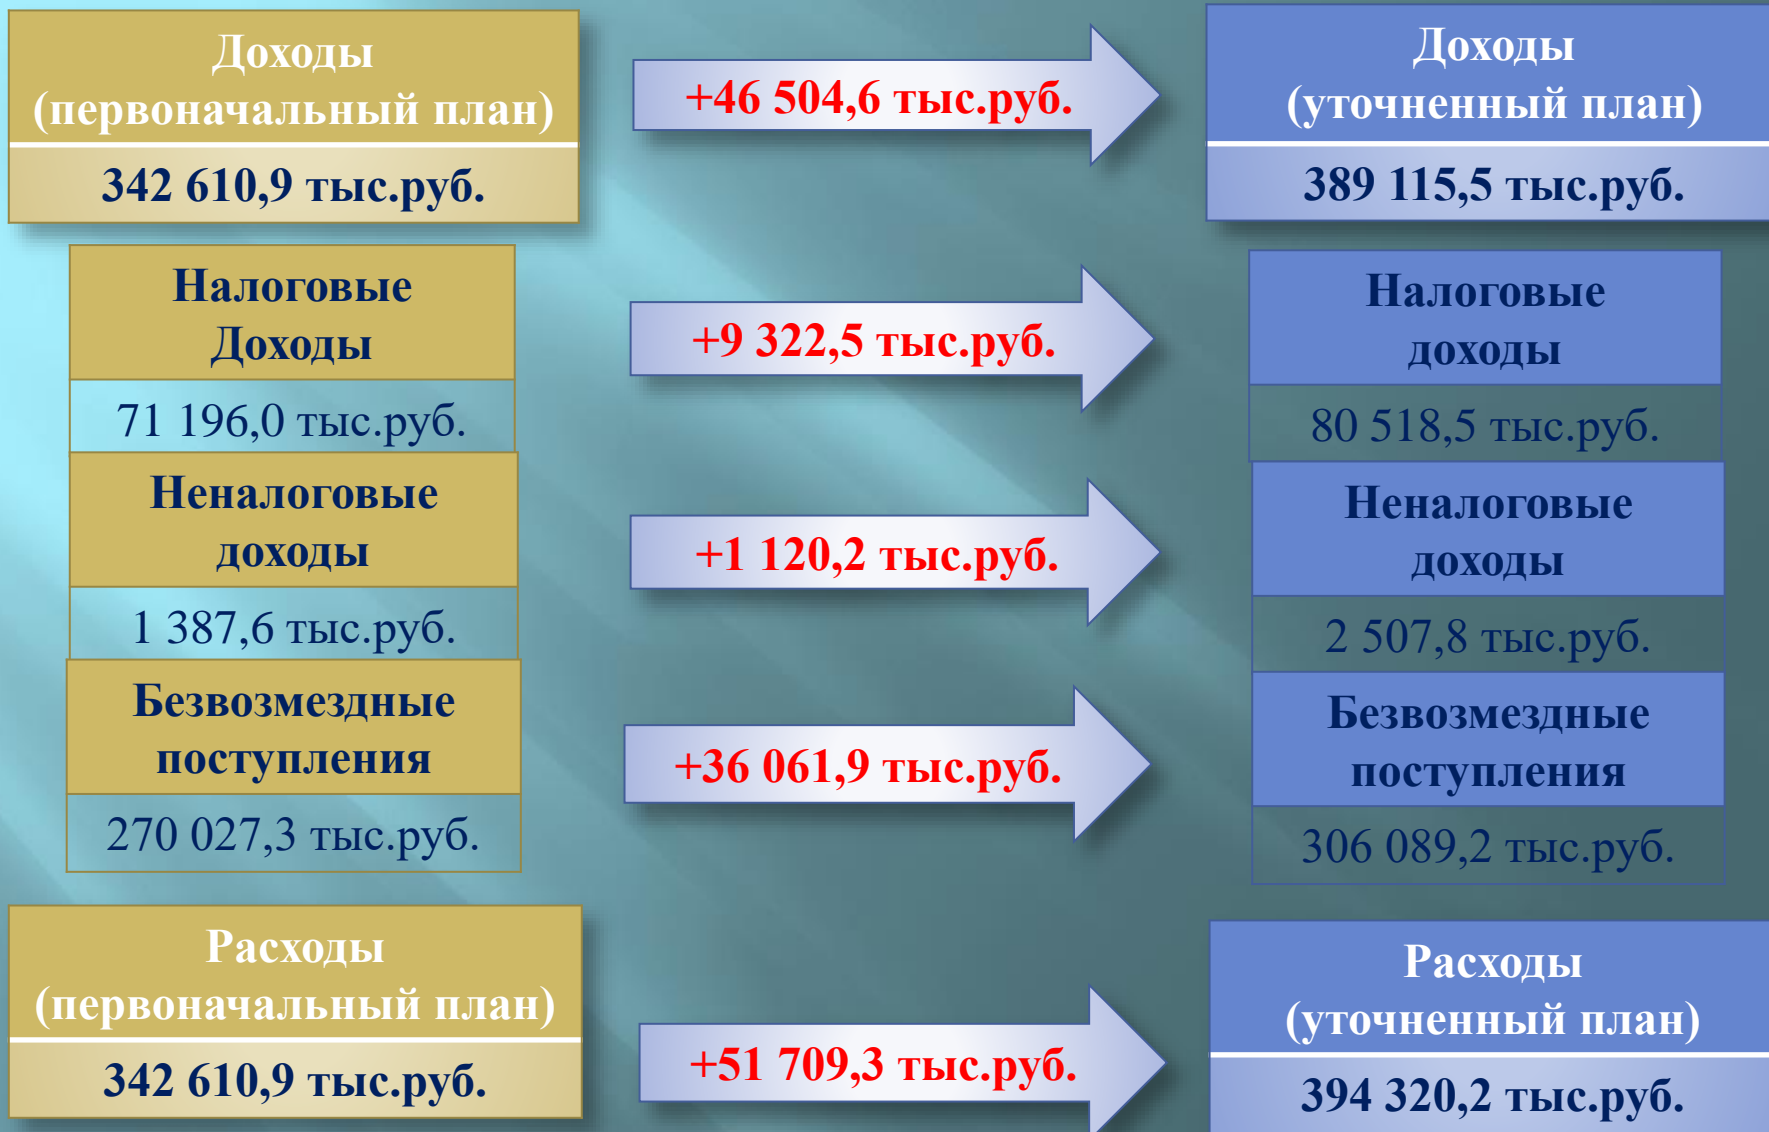 Доходы
(первоначальный план)
342 610,9 тыс.руб.
+46 504,6 тыс.руб.
Доходы
(уточненный план)
389 115,5 тыс.руб.
Налоговые
Доходы
71 196,0 тыс.руб.
+9 322,5 тыс.руб.
Налоговые
доходы
80 518,5 тыс.руб.
Неналоговые
доходы
1 387,6 тыс.руб.
+1 120,2 тыс.руб.
Неналоговые
доходы
2 507,8 тыс.руб.
Безвозмездные
поступления
270 027,3 тыс.руб.
+36 061,9 тыс.руб.
Безвозмездные
поступления
306 089,2 тыс.руб.
Расходы
(первоначальный план)
342 610,9 тыс.руб.
+51 709,3 тыс.руб.
Расходы
(уточненный план)
394 320,2 тыс.руб.